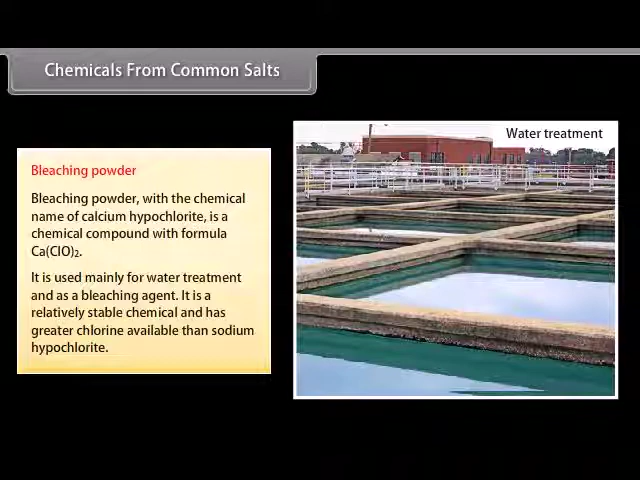 Chemicals From Common Salts
Water treatment
Bleaching powder
Bleaching powder, with the chemical
name of calcium hypochlorite, is a
chemical compound with formula
Ca(ClO)₂.
It is used mainly for water treatment
and as a bleaching agent. It is a
relatively stable chemical and has
greater chlorine available than sodium
hypochlorite.